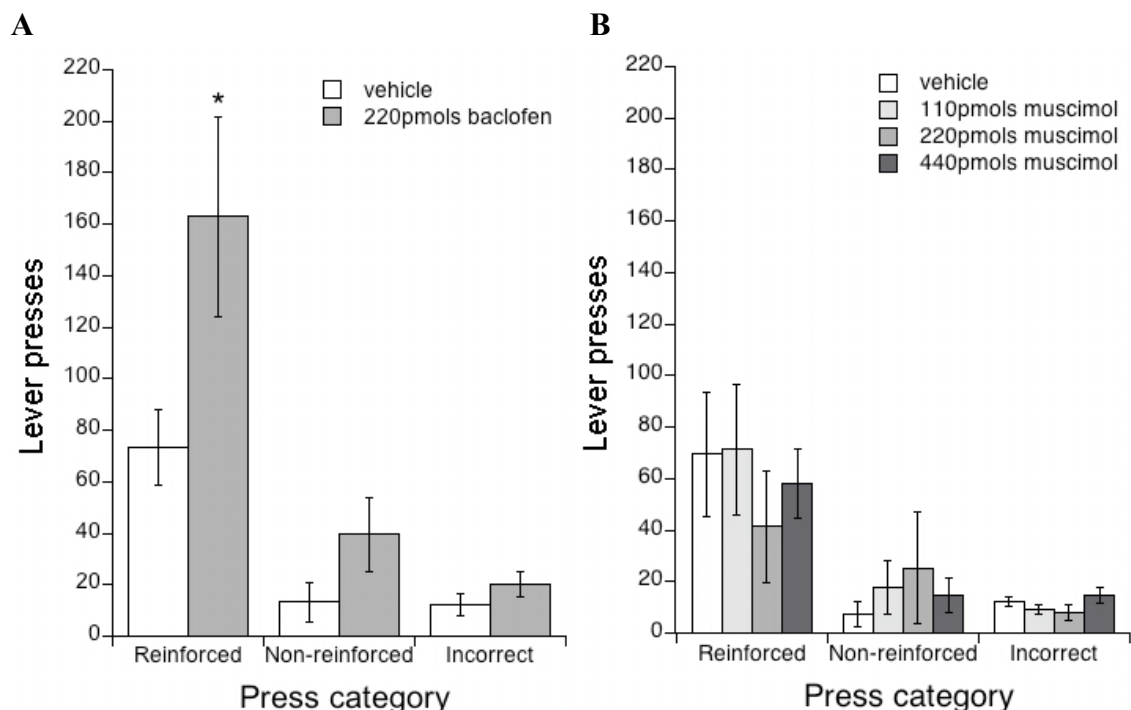 A
220
200
180
160
140
120
100
80
60
40
20
0
Lever presses
*
vehicle
220pmols baclofen
Reinforced Non-reinforced Incorrect
Press category
B
220
200
180
160
140
120
100
80
60
40
20
0
Lever presses
vehicle
110pmols muscimol
220pmols muscimol
440pmols muscimol
Reinforced Non-reinforced Incorrect
Press category